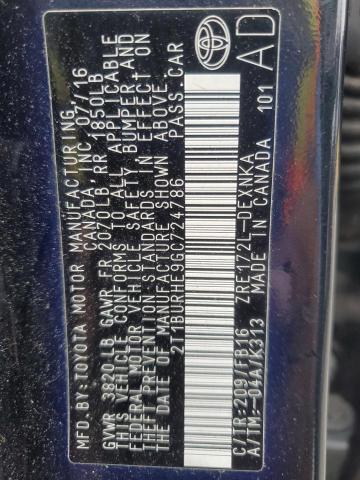 MFD.BY: TOYOTA MOTOR MANUFACTURING,
CANADA, INC. 07/16
GVWR 3820LB GAWR FR 2070LB RR 1850LB
THIS VEHICLE CONFORMS TO ALL APPLICABLE
FEDERAL MOTOR VEHICLE SAFETY, BUMPER, AND
THEFT PREVENTION STANDARDS IN EFFECT ON
THE DATE OF MANUFACTURE SHOWN ABOVE.
2T1BURHE9GC724786 PASS.CAR
C/TR:209/FB16 ZRE172L-DEXNKA
A/TM:-04A/K313 MADE IN CANADA 101
AD